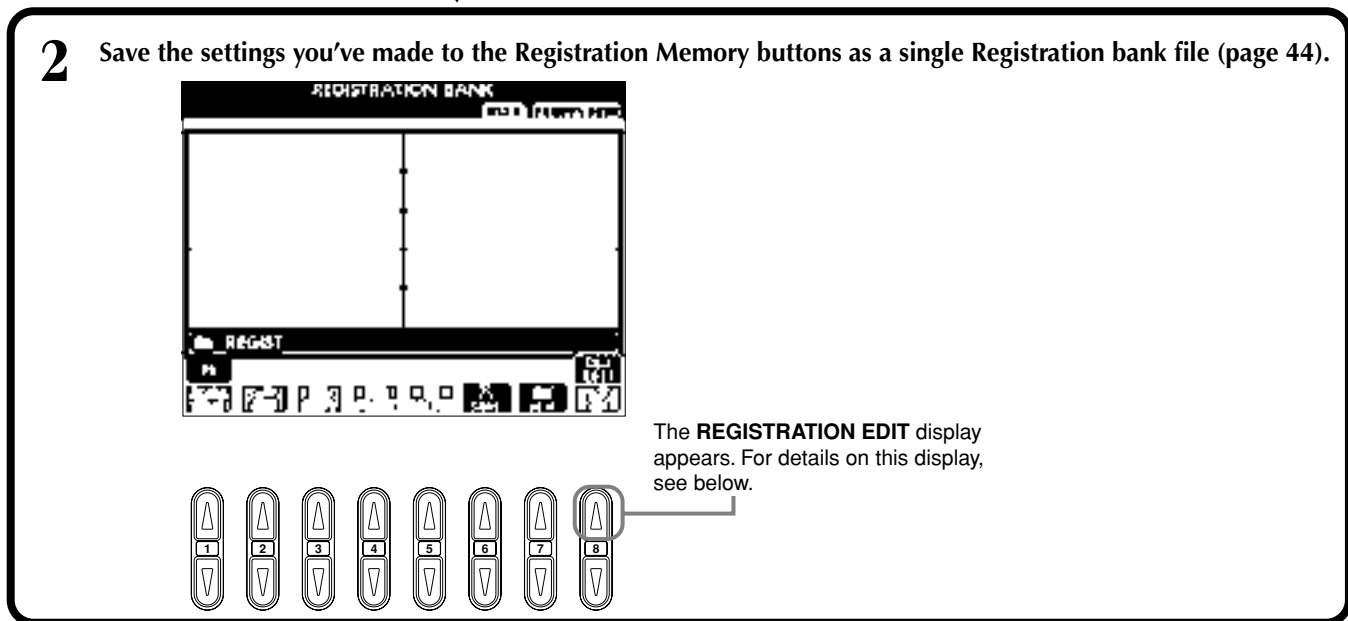 2 Save the settings you've made to the Registration Memory buttons as a single Registration bank file (page 44).
REGISTRATION BANK
REGIST
The REGISTRATION EDIT display
appears. For details on this display,
see below.
1 2 3 4 5 6 7 8